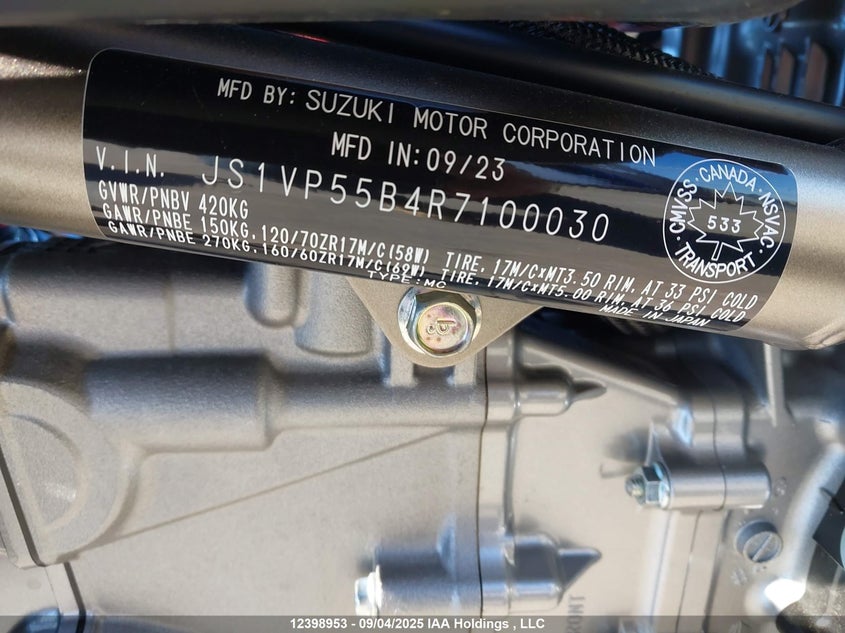 MFD BY: SUZUKI MOTOR CORPORATION
MFD IN: 09/23
V.I.N. JS1VP55B4R7100030
GVWR/PNBV 420KG
GAWR/PNBE 150KG, 120/70ZR17M/C(58W) TIRE, 17M/C×MT3.50 RIM, AT 33 PSI COLD
GAWR/PNBE 270KG, 160/60ZR17M/C(69W) TIRE, 17M/C×MT5.00 RIM, AT 36 PSI COLD
TYPE: MC
MADE IN JAPAN
CMVSS · CANADA · NSVAC
533
TRANSPORT
12398953 - 09/04/2025 IAA Holdings , LLC